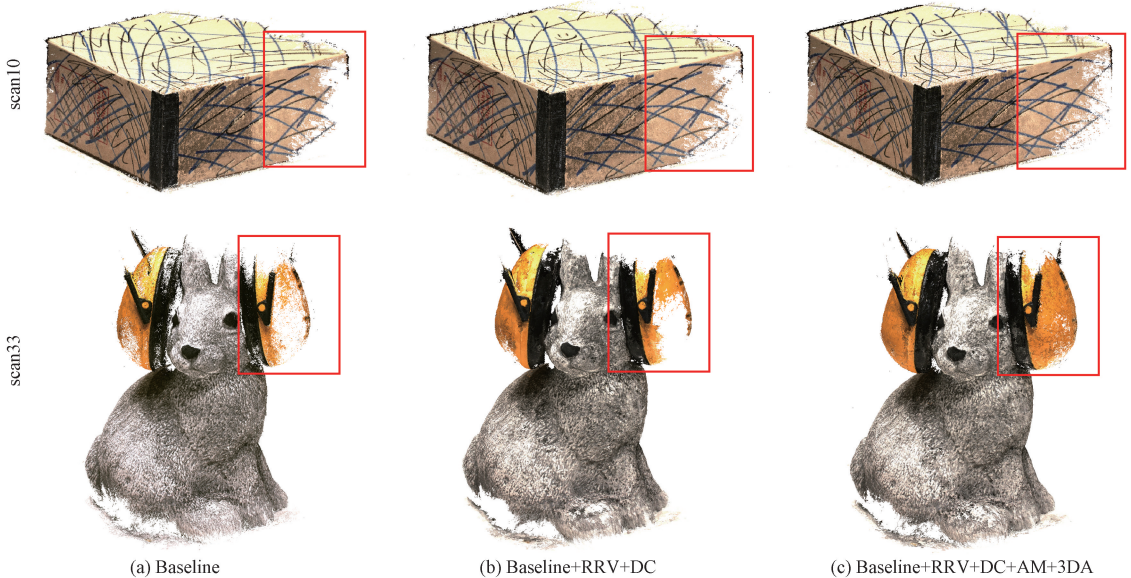 scan10
scan33
(a) Baseline
(b) Baseline+RRV+DC
(c) Baseline+RRV+DC+AM+3DA